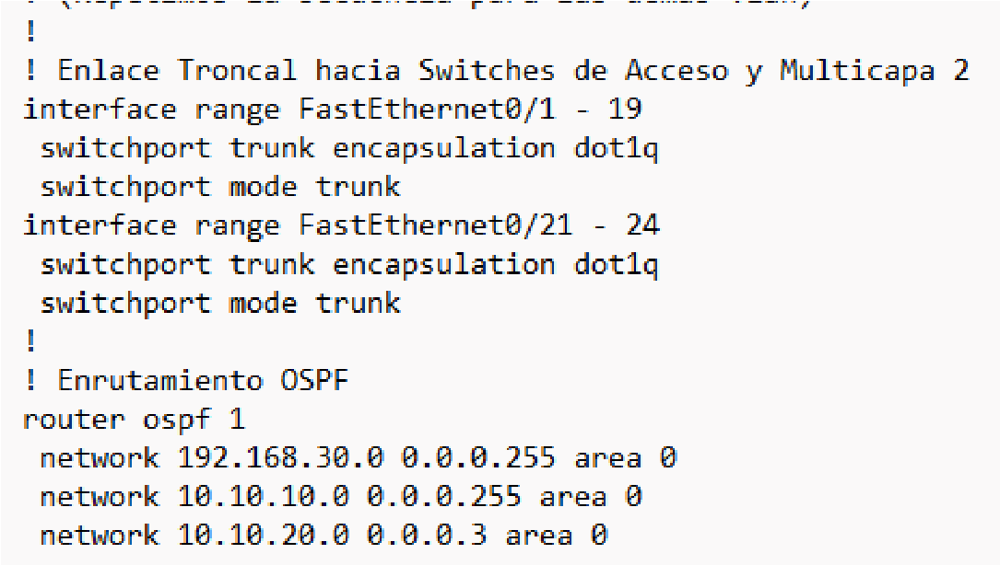 !
! Enlace Troncal hacia Switches de Acceso y Multicapa 2
interface range FastEthernet0/1 - 19
 switchport trunk encapsulation dot1q
 switchport mode trunk
interface range FastEthernet0/21 - 24
 switchport trunk encapsulation dot1q
 switchport mode trunk
!
! Enrutamiento OSPF
router ospf 1
 network 192.168.30.0 0.0.0.255 area 0
 network 10.10.10.0 0.0.0.255 area 0
 network 10.10.20.0 0.0.0.3 area 0